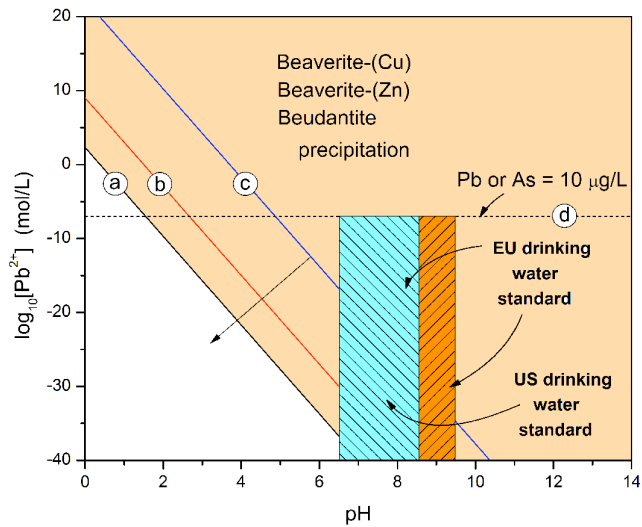 20
10
0
-10
-20
-30
-40
log₁₀[Pb²⁺] (mol/L)
Beaverite-(Cu)
Beaverite-(Zn)
Beudantite
precipitation
a
b
c
Pb or As = 10 μg/L
d
EU drinking
water
standard
US drinking
water
standard
0
2
4
6
8
10
12
14
pH